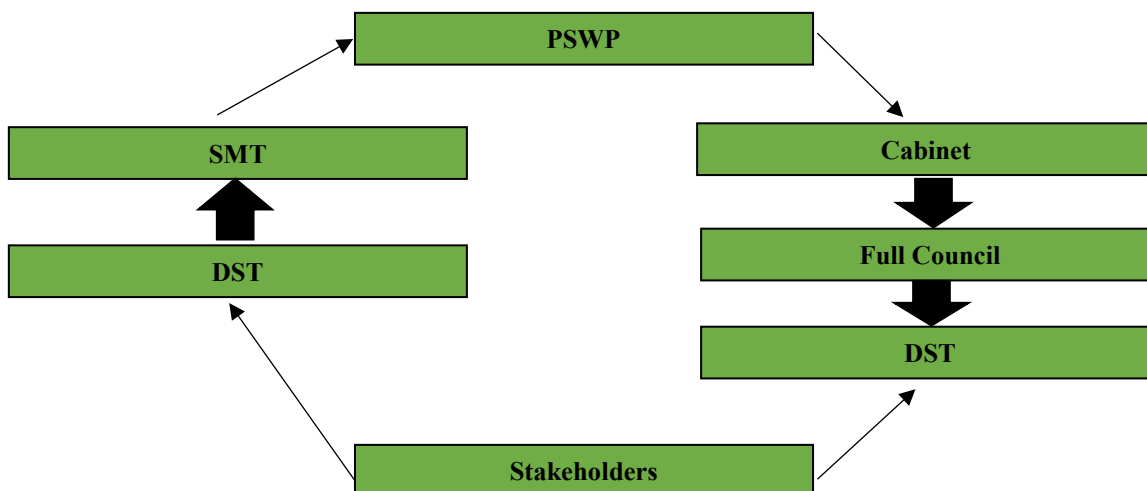 PSWP
SMT
Cabinet
DST
Full Council
DST
Stakeholders